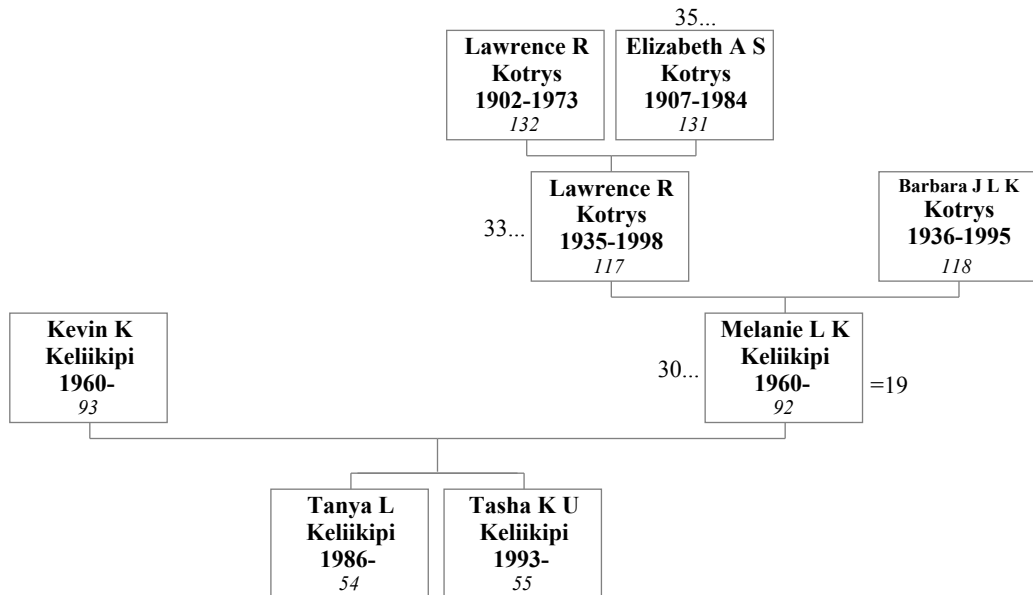 35...
Lawrence R
Kotrys
1902-1973
132
Elizabeth A S
Kotrys
1907-1984
131
33...
Lawrence R
Kotrys
1935-1998
117
Barbara J L K
Kotrys
1936-1995
118
Kevin K
Keliikipi
1960-
93
30...
Melanie L K
Keliikipi
1960-
92
=19
Tanya L
Keliikipi
1986-
54
Tasha K U
Keliikipi
1993-
55